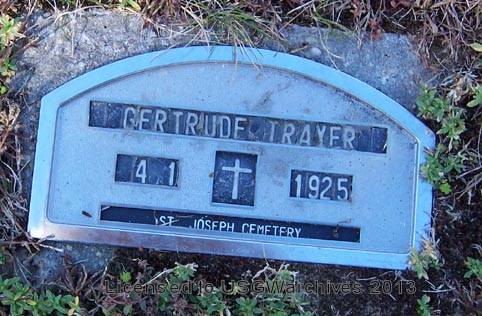 GERTRUDE TRAYER
4 1 1925
ST. JOSEPH CEMETERY
Licensed to USGWarchives 2013